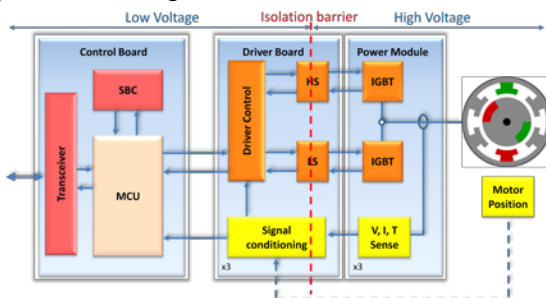 Low Voltage
Isolation barrier
High Voltage
Control Board
Driver Board
Power Module
SBC
Transceiver
MCU
Driver Control
HS
LS
IGBT
IGBT
Signal
conditioning
V, I, T
Sense
x3
x3
Motor
Position